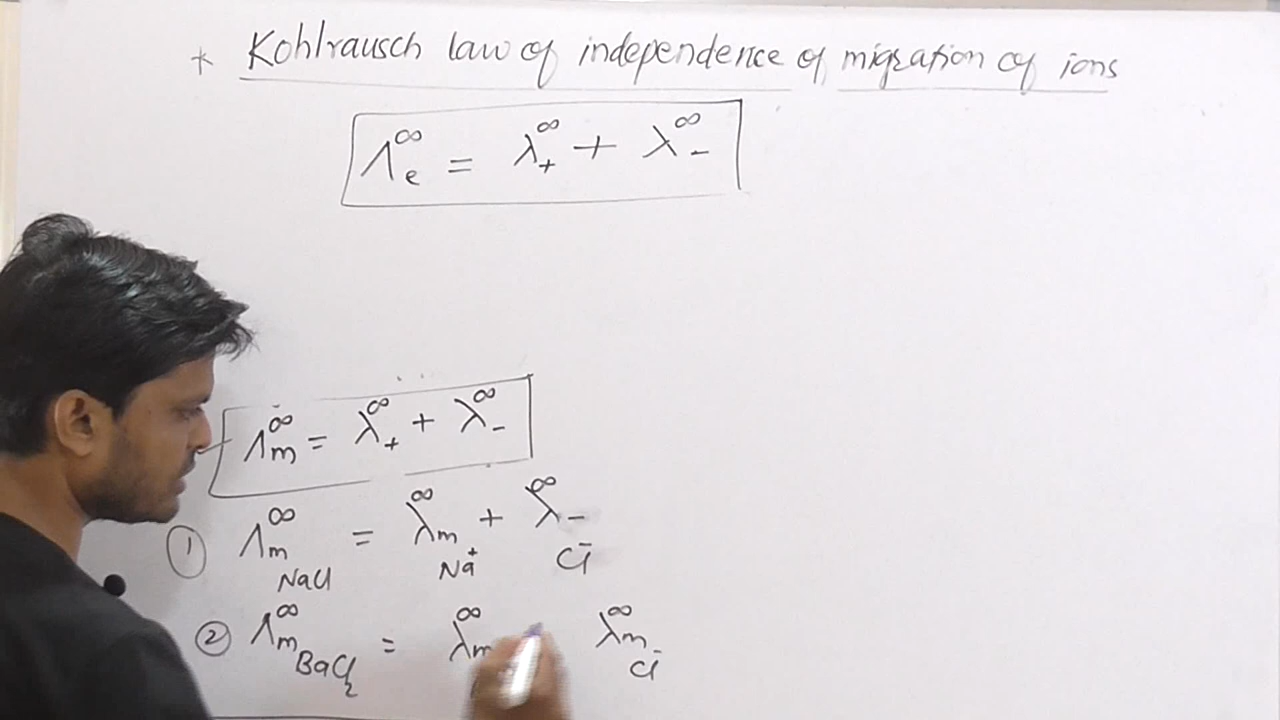 * Kohlrausch law of independence of migration of ions
Λ∞e = λ∞+ + λ∞-
Λ∞m = λ∞+ + λ∞-
① Λ∞m NaCl = λ∞m Na+ + λ∞- Cl-
② Λ∞m BaCl2 = λ∞m λ∞m Cl-